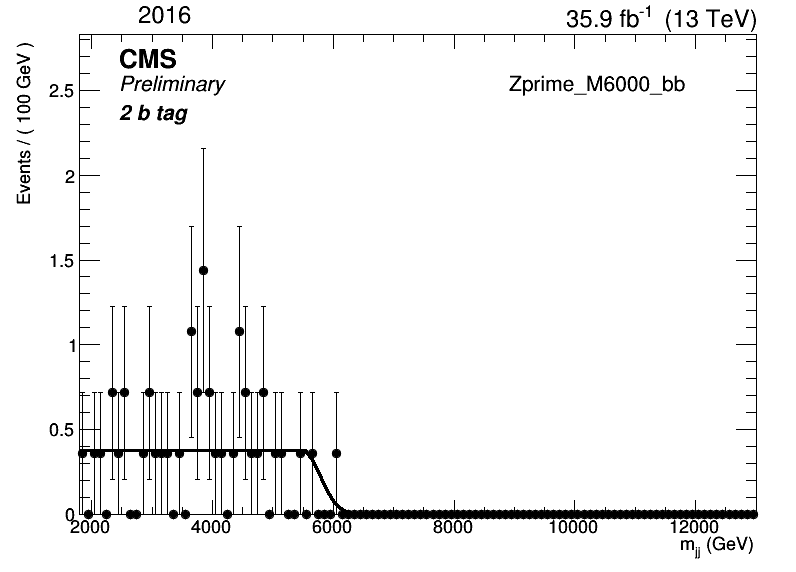 2016
35.9 fb-1 (13 TeV)
CMS
Preliminary
Zprime_M6000_bb
2 b tag
Events / ( 100 GeV )
2.5
2
1.5
1
0.5
0
2000 4000 6000 8000 10000 12000
mjj (GeV)